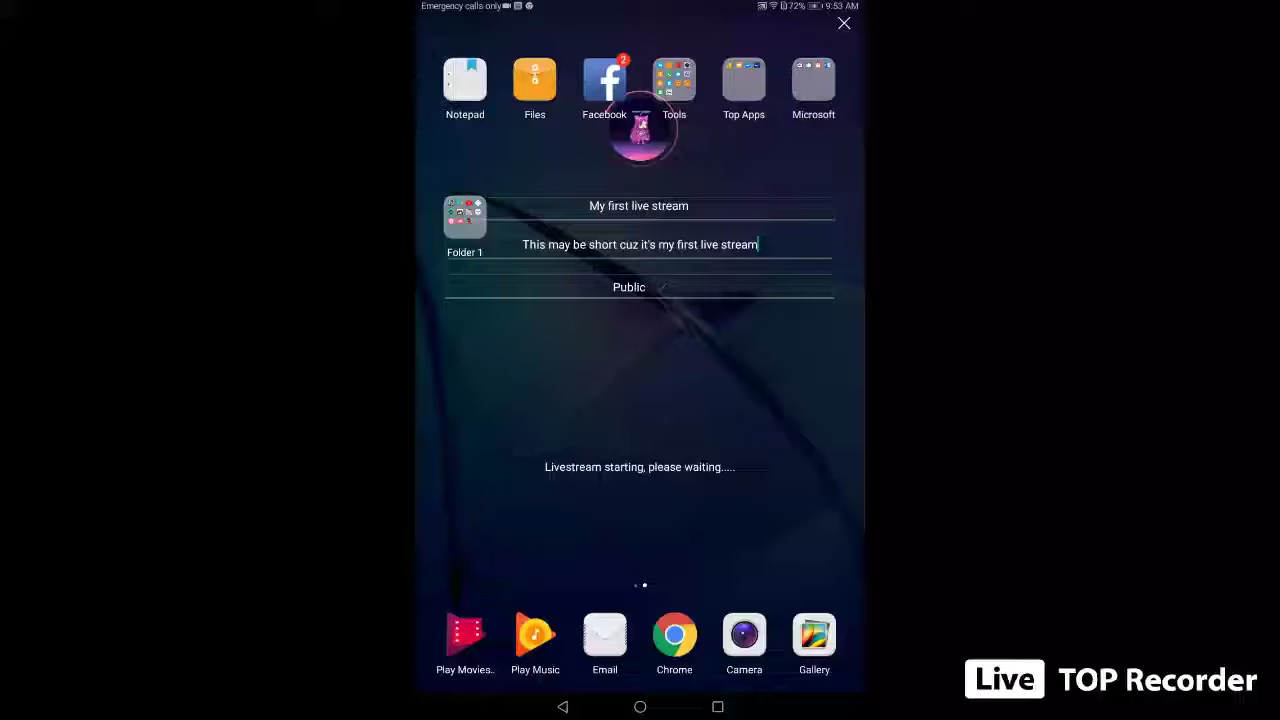 Emergency calls only
72%
9:53 AM
2
Notepad
Files
Facebook
Tools
Top Apps
Microsoft
My first live stream
This may be short cuz it's my first live stream
Folder 1
Public
Livestream starting, please waiting.....
Play Movies..
Play Music
Email
Chrome
Camera
Gallery
Live TOP Recorder